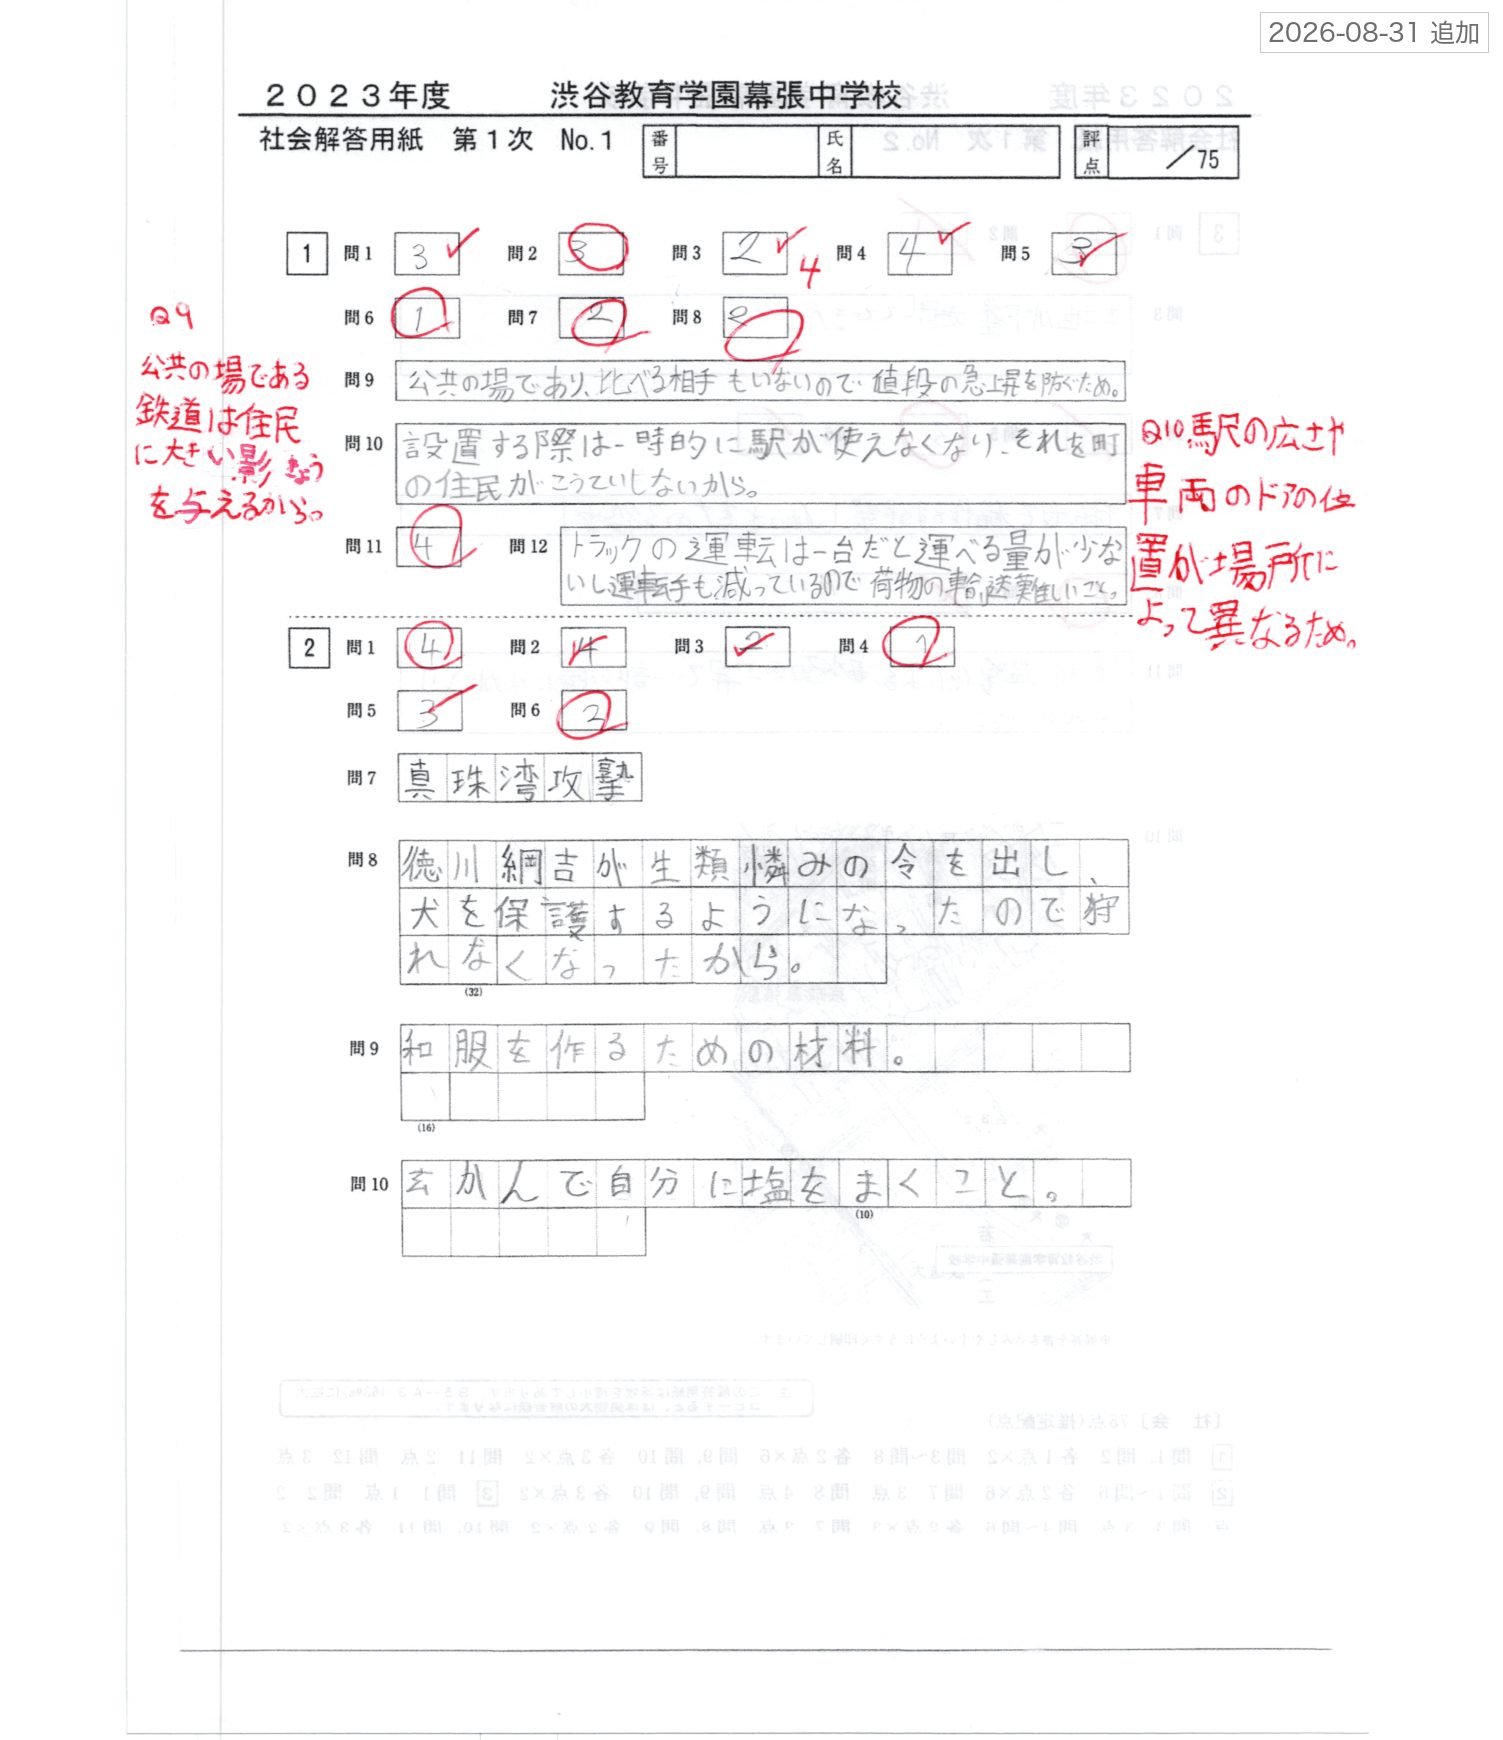 2026-08-31 追加
2023年度 渋谷教育学園幕張中学校
社会解答用紙 第1次 No.1 番号 氏名 評点 /75
1 問1 3 問2 3 問3 2 4 問4 4 問5 3
問6 1 問7 2 問8 2
Q9
公共の場である
鉄道は住民
に大きい影きょう
を与えるから。
問9 公共の場であり、比べる相手もいないので値段の急上昇を防ぐため。
問10 設置する際は一時的に駅が使えなくなり、それを町
の住民がこうていしないから。
Q10 駅の広さや
車両のドアの位
置が場所に
よって異なるため。
問11 4 問12 トラックの運転は一台だと運べる量が少な
いし運転手も減っているので荷物の輸送難しいこと。
2 問1 4 問2 4 問3 2 問4 1
問5 3 問6 2
問7 真珠湾攻撃
問8 徳川綱吉が生類憐みの令を出し、
犬を保護するようになったので狩
れなくなったから。
(32)
問9 和服を作るための材料。
(16)
問10 玄かんで自分に塩をまくこと。
(10)